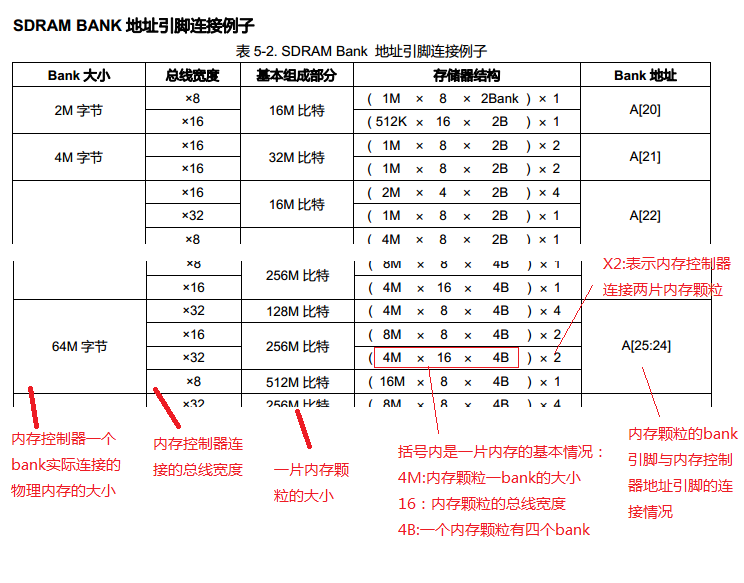 SDRAM BANK 地址引脚连接例子
表 5-2. SDRAM Bank 地址引脚连接例子
Bank 大小 总线宽度 基本组成部分 存储器结构 Bank 地址
2M 字节 ×8 16M 比特 ( 1M × 8 × 2Bank ) × 1 A[20]
×16 (512K × 16 × 2B ) × 1
4M 字节 ×16 32M 比特 ( 1M × 8 × 2B ) × 2 A[21]
×16 ( 1M × 8 × 2B ) × 2
×16 16M 比特 ( 2M × 4 × 2B ) × 4 A[22]
×32 ( 1M × 8 × 2B ) × 1
×8 ( 4M × 8 × 2B ) × 1
×8 256M 比特 ( 8M × 8 × 4B ) × 1
×16 ( 4M × 16 × 4B ) × 1
64M 字节 ×32 128M 比特 ( 4M × 8 × 4B ) × 4 A[25:24]
×16 256M 比特 ( 8M × 8 × 4B ) × 2
×32 ( 4M × 16 × 4B ) × 2
×8 512M 比特 ( 16M × 8 × 4B ) × 1
×32 256M 比特 ( 8M × 8 × 4B ) × 4
X2:表示内存控制器
连接两片内存颗粒
内存控制器一个
bank实际连接的
物理内存的大小
内存控制器连
接的总线宽度
一片内存颗
粒的大小
括号内是一片内存的基本情况：
4M:内存颗粒一bank的大小
16：内存颗粒的总线宽度
4B:一个内存颗粒有四个bank
内存颗粒的bank
引脚与内存控制
器地址引脚的连
接情况